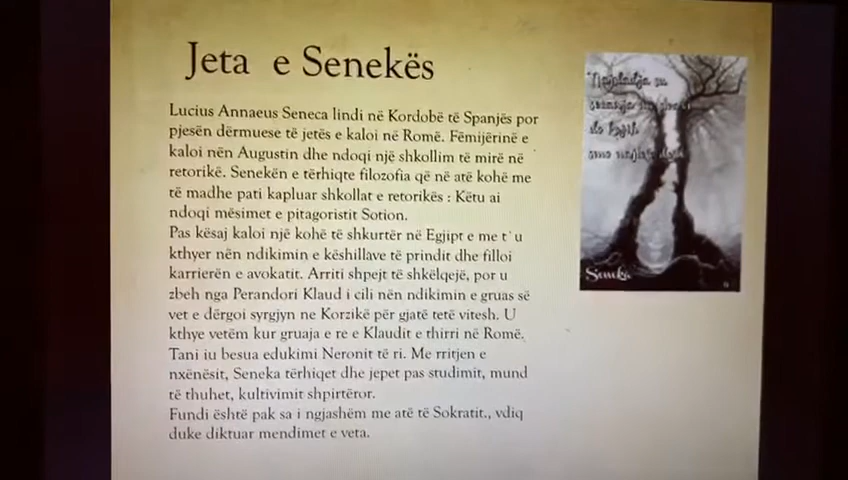 Jeta e Senekës
Lucius Annaeus Seneca lindi në Kordobë të Spanjës por
pjesën dërmuese të jetës e kaloi në Romë. Fëmijërinë e
kaloi nën Augustin dhe ndoqi një shkollim të mirë në
retorikë. Senekën e tërhiqte filozofia që në atë kohë me
të madhe pati kapluar shkollat e retorikës : Këtu ai
ndoqi mësimet e pitagoristit Sotion.
Pas kësaj kaloi një kohë të shkurtër në Egjipt e me t`u
kthyer nën ndikimin e këshillave të prindit dhe filloi
karrierën e avokatit. Arriti shpejt të shkëlqejë, por u
zbeh nga Perandori Klaud i cili nën ndikimin e gruas së
vet e dërgoi syrgjyn ne Korzikë për gjatë tetë vitesh. U
kthye vetëm kur gruaja e re e Klaudit e thirri në Romë.
Tani iu besua edukimi Neronit të ri. Me rritjen e
nxënësit, Seneka tërhiqet dhe jepet pas studimit, mund
të thuhet, kultivimit shpirtëror.
Fundi është pak sa i ngjashëm me atë të Sokratit., vdiq
duke diktuar mendimet e veta.